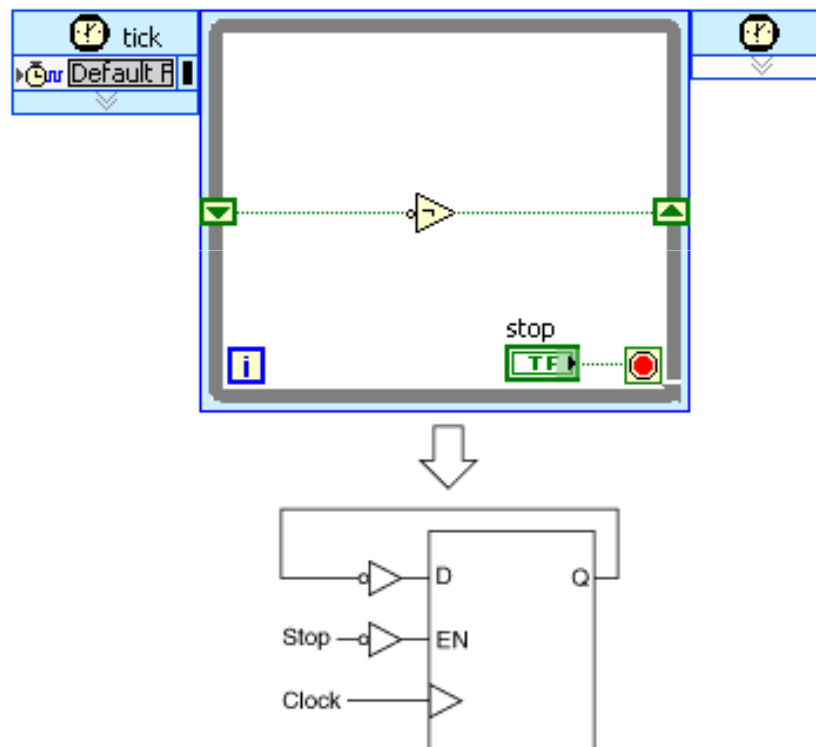 tick
Default F
i
stop
TF
D
Q
Stop
EN
Clock